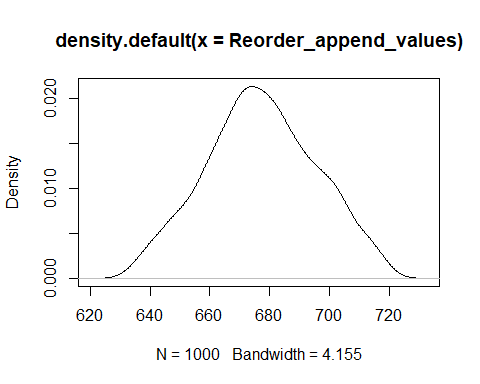 density.default(x = Reorder_append_values)
Density
0.020
0.010
0.000
620 640 660 680 700 720
N = 1000 Bandwidth = 4.155